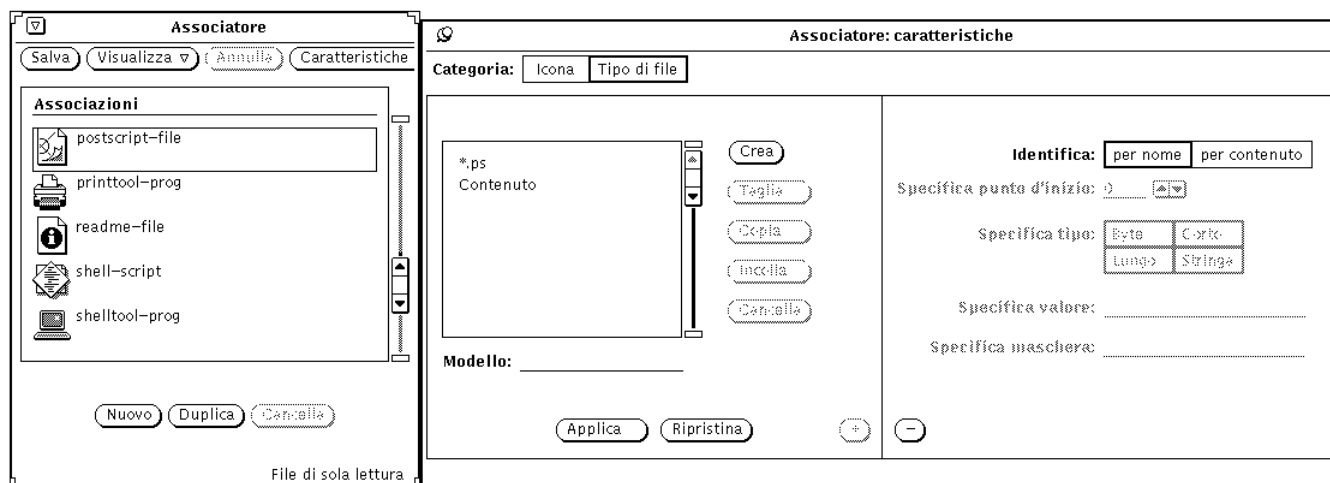 Associatore
Salva Visualizza Annulla Caratteristiche
Associazioni
postscript-file
printtool-prog
readme-file
shell-script
shelltool-prog
Nuovo Duplica Cancella
File di sola lettura
Associatore: caratteristiche
Categoria: Icona Tipo di file
*.ps
Contenuto
Crea
Taglia
Copia
Incolla
Cancella
Modello:
Applica Ripristina +
Identifica: per nome per contenuto
Specifica punto d'inizio: 0
Specifica tipo: Byte Corto
Lungo Stringa
Specifica valore:
Specifica maschera:
−